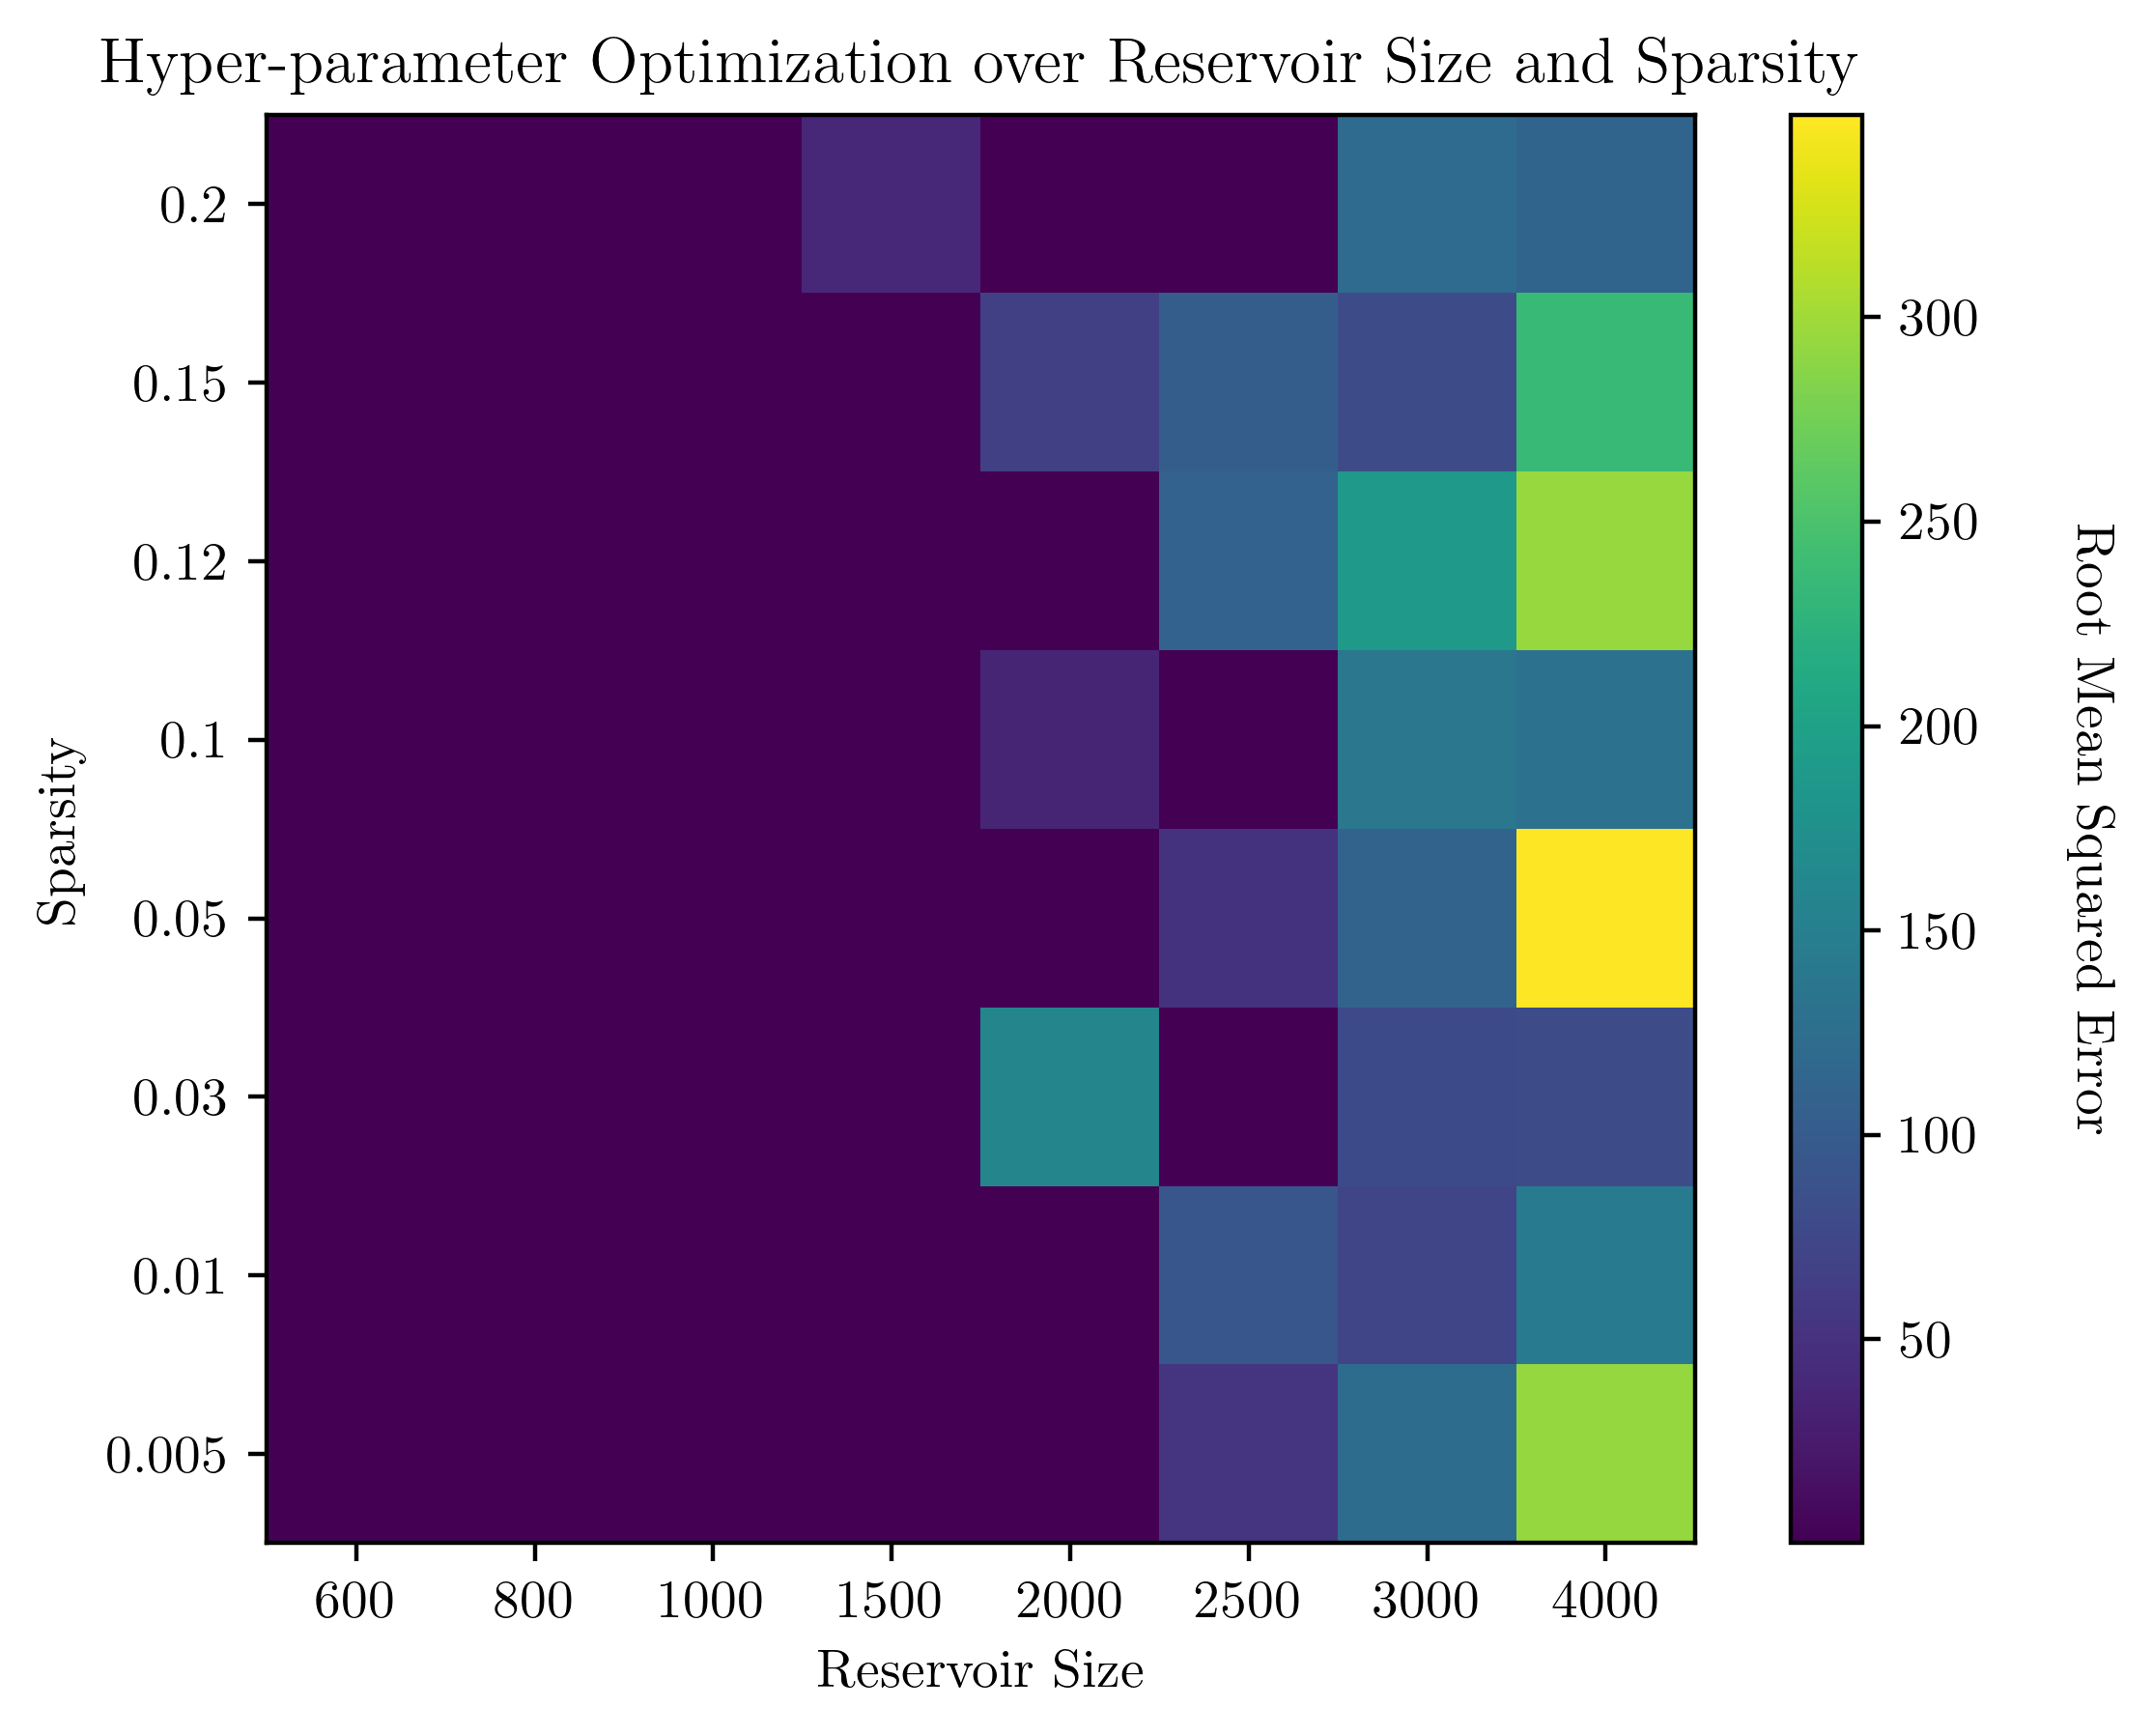 Hyper-parameter Optimization over Reservoir Size and Sparsity
Sparsity
0.2
0.15
0.12
0.1
0.05
0.03
0.01
0.005
600 800 1000 1500 2000 2500 3000 4000
Reservoir Size
300
250
200
150
100
50
Root Mean Squared Error